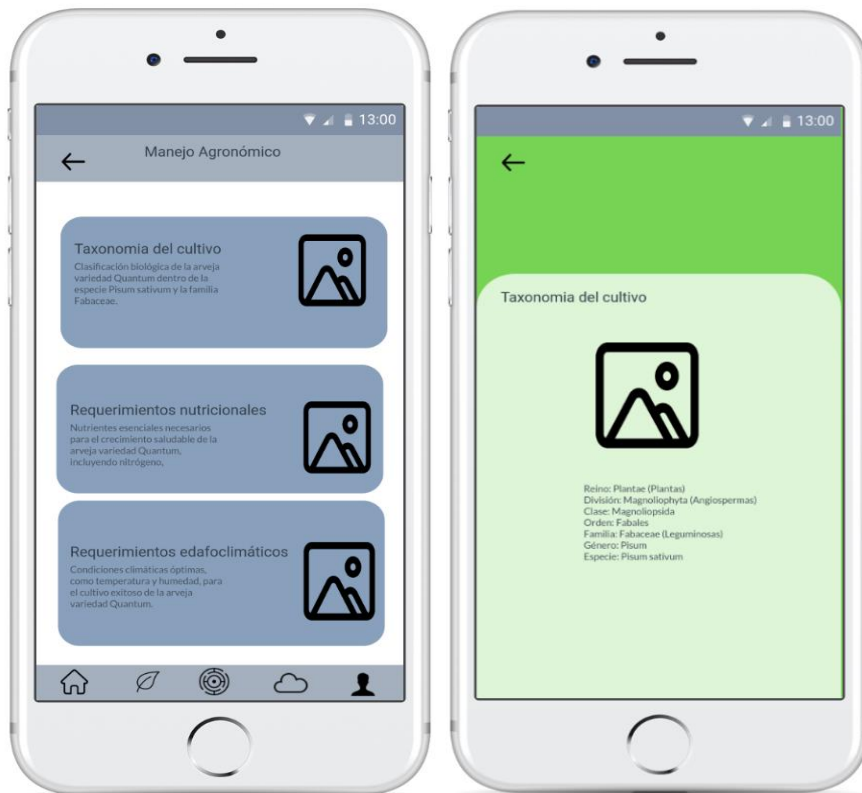 13:00
Manejo Agronómico
Taxonomia del cultivo
Clasificación biológica de la arveja
variedad Quantum dentro de la
especie Pisum sativum y la familia
Fabaceae.
Requerimientos nutricionales
Nutrientes esenciales necesarios
para el crecimiento saludable de la
arveja variedad Quantum,
incluyendo nitrógeno,
Requerimientos edafoclimáticos
Condiciones climáticas óptimas,
como temperatura y humedad, para
el cultivo exitoso de la arveja
variedad Quantum.
13:00
Taxonomia del cultivo
Reino: Plantae (Plantas)
División: Magnoliophyta (Angiospermas)
Clase: Magnoliopsida
Orden: Fabales
Familia: Fabaceae (Leguminosas)
Género: Pisum
Especie: Pisum sativum